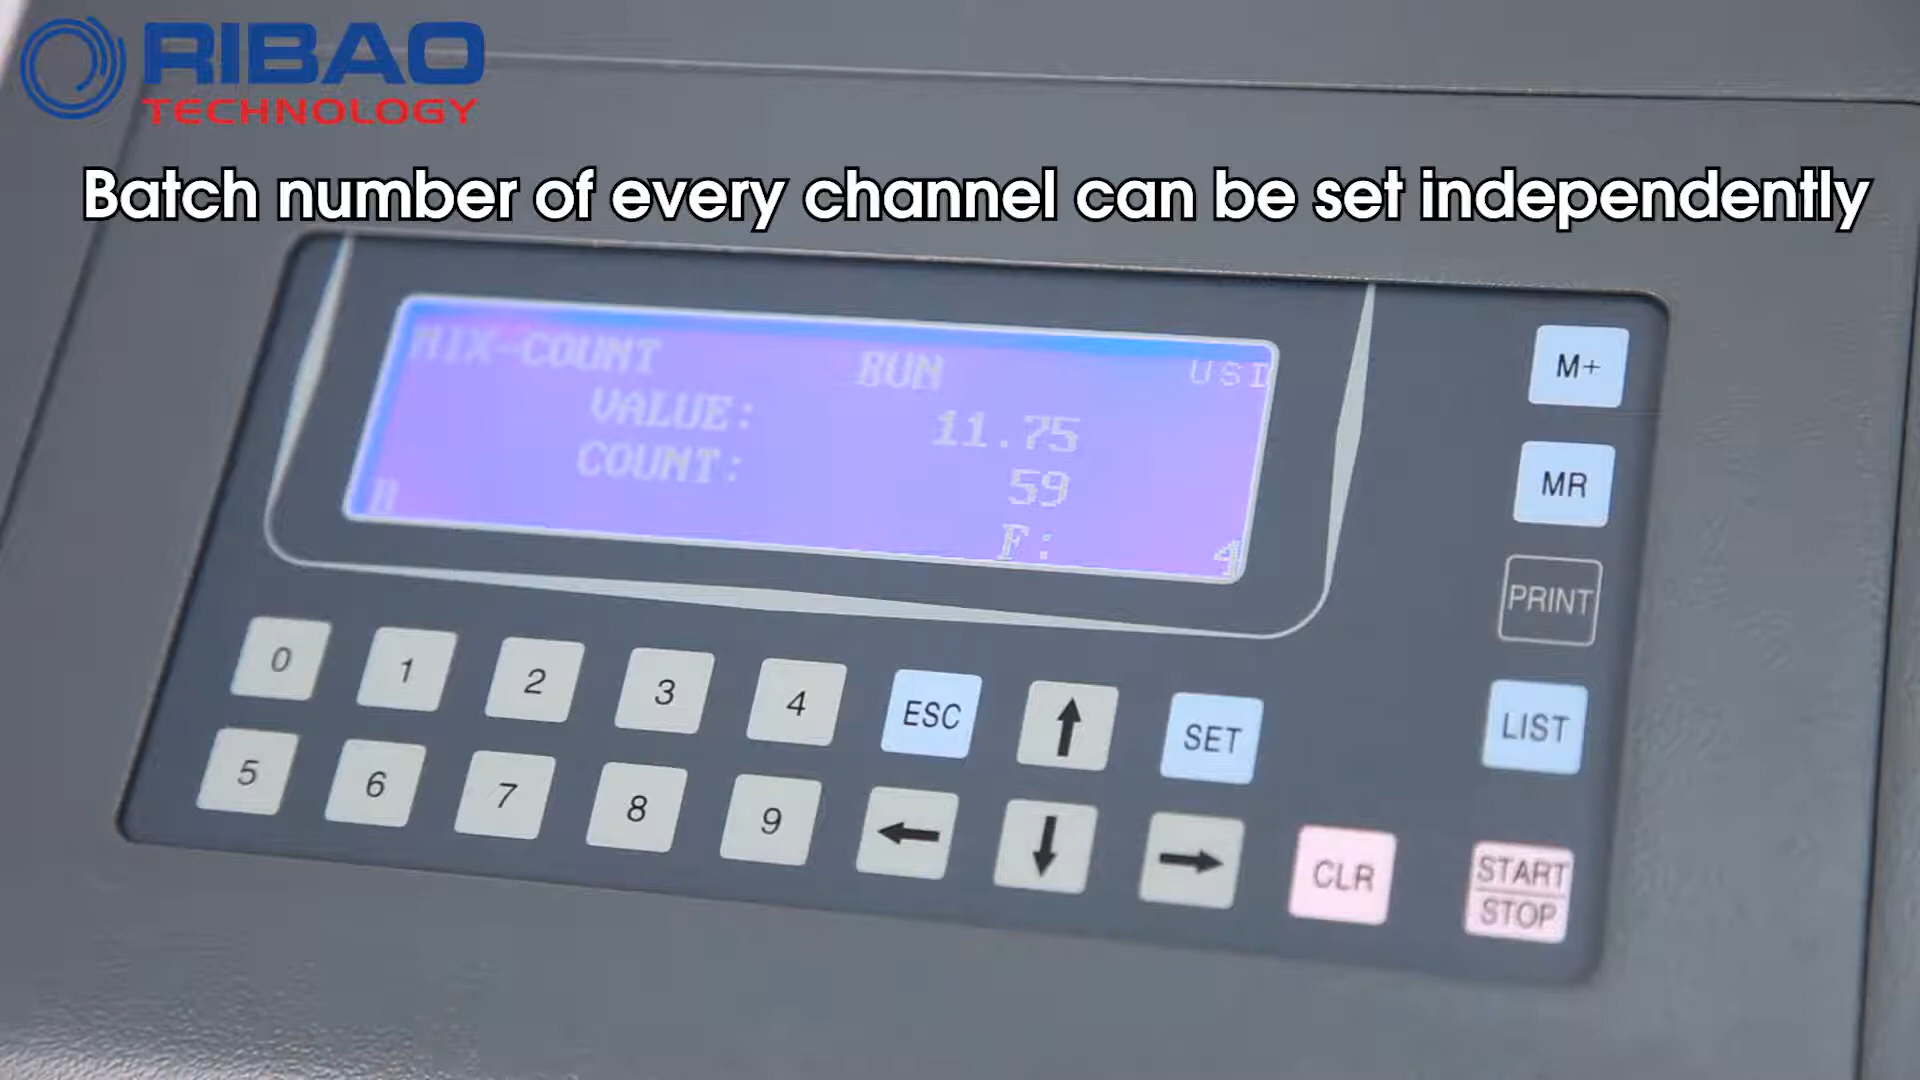 RIBAO
TECHNOLOGY
Batch number of every channel can be set independently
MIX-COUNT RUN
VALUE: 11.75
COUNT: 59
F:
M+
MR
PRINT
LIST
0 1 2 3 4 ESC ↑ SET
5 6 7 8 9 ← ↓ → CLR START
STOP